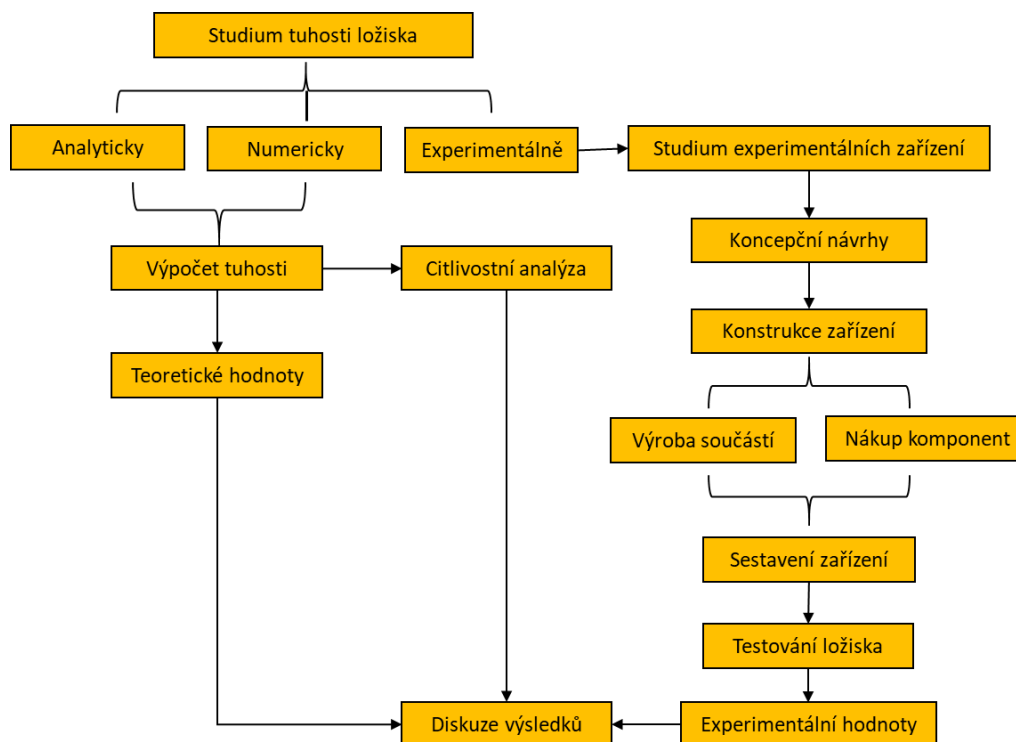 Studium tuhosti ložiska
Analyticky
Numericky
Experimentálně
Studium experimentálních zařízení
Koncepční návrhy
Výpočet tuhosti
Citlivostní analýza
Konstrukce zařízení
Teoretické hodnoty
Výroba součástí
Nákup komponent
Sestavení zařízení
Testování ložiska
Diskuze výsledků
Experimentální hodnoty